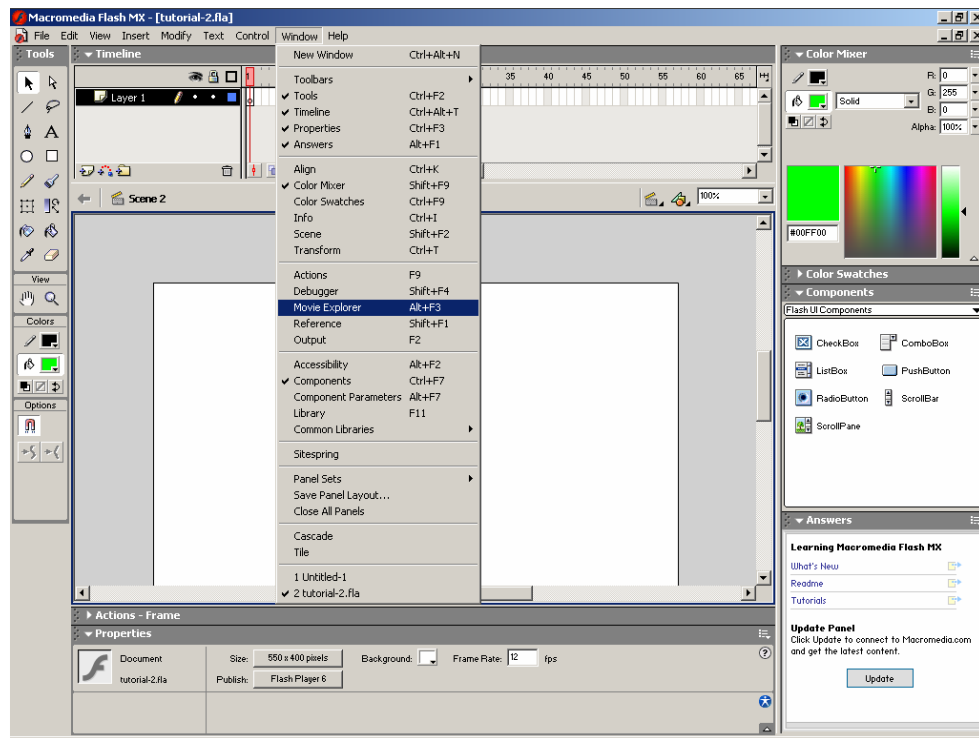 Macromedia Flash MX - [tutorial-2.fla]
File Edit View Insert Modify Text Control Window Help
Tools
Timeline
1 35 40 45 50 55 60 65
Layer 1
Scene 2
100%
View
Colors
Options
New Window Ctrl+Alt+N
Toolbars
Tools Ctrl+F2
Timeline Ctrl+Alt+T
Properties Ctrl+F3
Answers Alt+F1
Align Ctrl+K
Color Mixer Shift+F9
Color Swatches Ctrl+F9
Info Ctrl+I
Scene Shift+F2
Transform Ctrl+T
Actions F9
Debugger Shift+F4
Movie Explorer Alt+F3
Reference Shift+F1
Output F2
Accessibility Alt+F2
Components Ctrl+F7
Component Parameters Alt+F7
Library F11
Common Libraries
Sitespring
Panel Sets
Save Panel Layout...
Close All Panels
Cascade
Tile
1 Untitled-1
2 tutorial-2.fla
Color Mixer
R: 0
Solid G: 255
B: 0
Alpha: 100%
#00FF00
Color Swatches
Components
Flash UI Components
CheckBox ComboBox
ListBox PushButton
RadioButton ScrollBar
ScrollPane
Answers
Learning Macromedia Flash MX
What's New
Readme
Tutorials
Update Panel
Click Update to connect to Macromedia.com
and get the latest content.
Update
Actions - Frame
Properties
Document Size: 550 x 400 pixels Background: Frame Rate: 12 fps
tutorial-2.fla Publish: Flash Player 6